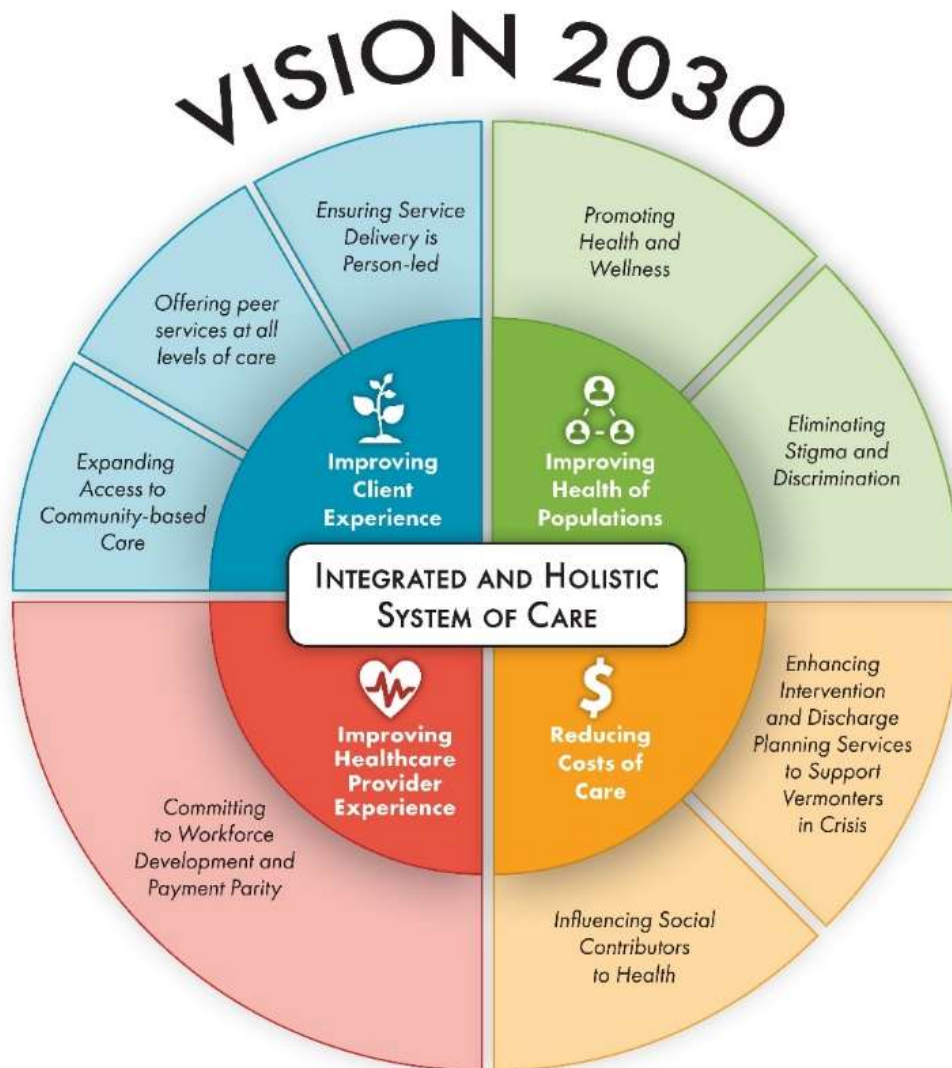 VISION 2030
Ensuring Service
Delivery is
Person-led
Offering peer
services at all
levels of care
Expanding
Access to
Community-based
Care
Improving
Client
Experience
Promoting
Health and
Wellness
Eliminating
Stigma and
Discrimination
Improving
Health of
Populations
INTEGRATED AND HOLISTIC
SYSTEM OF CARE
Improving
Healthcare
Provider
Experience
Committing
to Workforce
Development and
Payment Parity
$
Reducing
Costs of
Care
Enhancing
Intervention
and Discharge
Planning Services
to Support
Vermonters
in Crisis
Influencing Social
Contributors
to Health